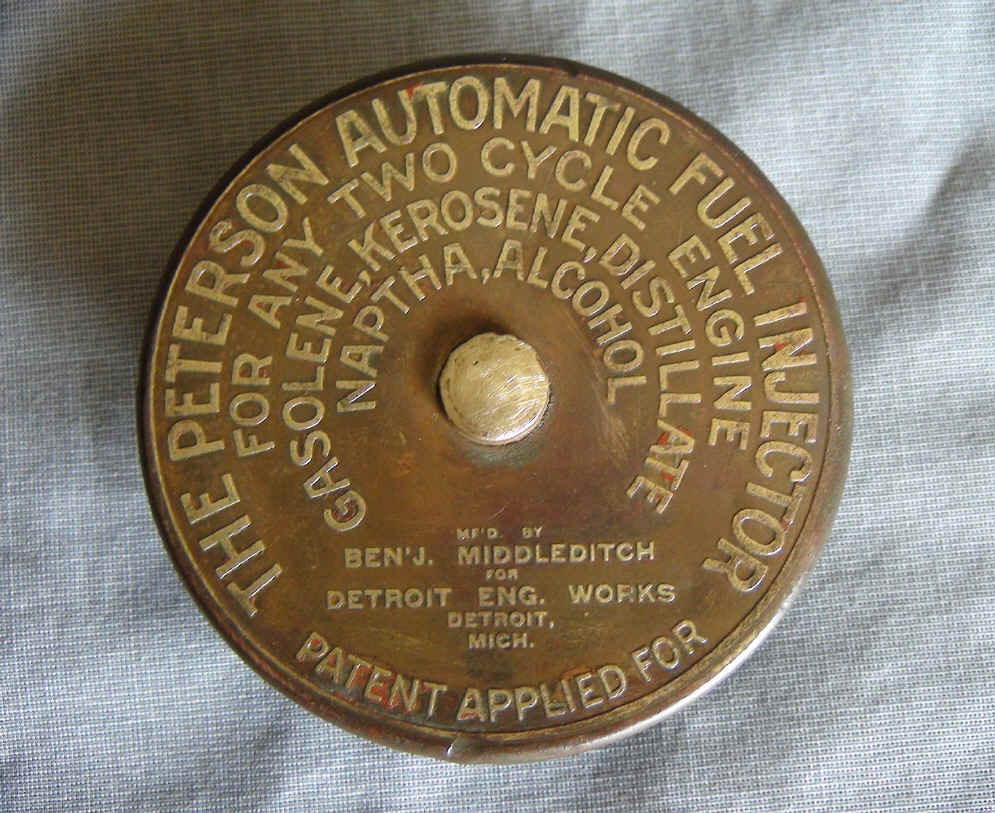 THE PETERSON AUTOMATIC FUEL INJECTOR
FOR ANY TWO CYCLE ENGINE
GASOLENE, KEROSENE, DISTILLATE
NAPTHA, ALCOHOL
MF'D. BY
BEN'J. MIDDLEDITCH
FOR
DETROIT ENG. WORKS
DETROIT,
MICH.
PATENT APPLIED FOR